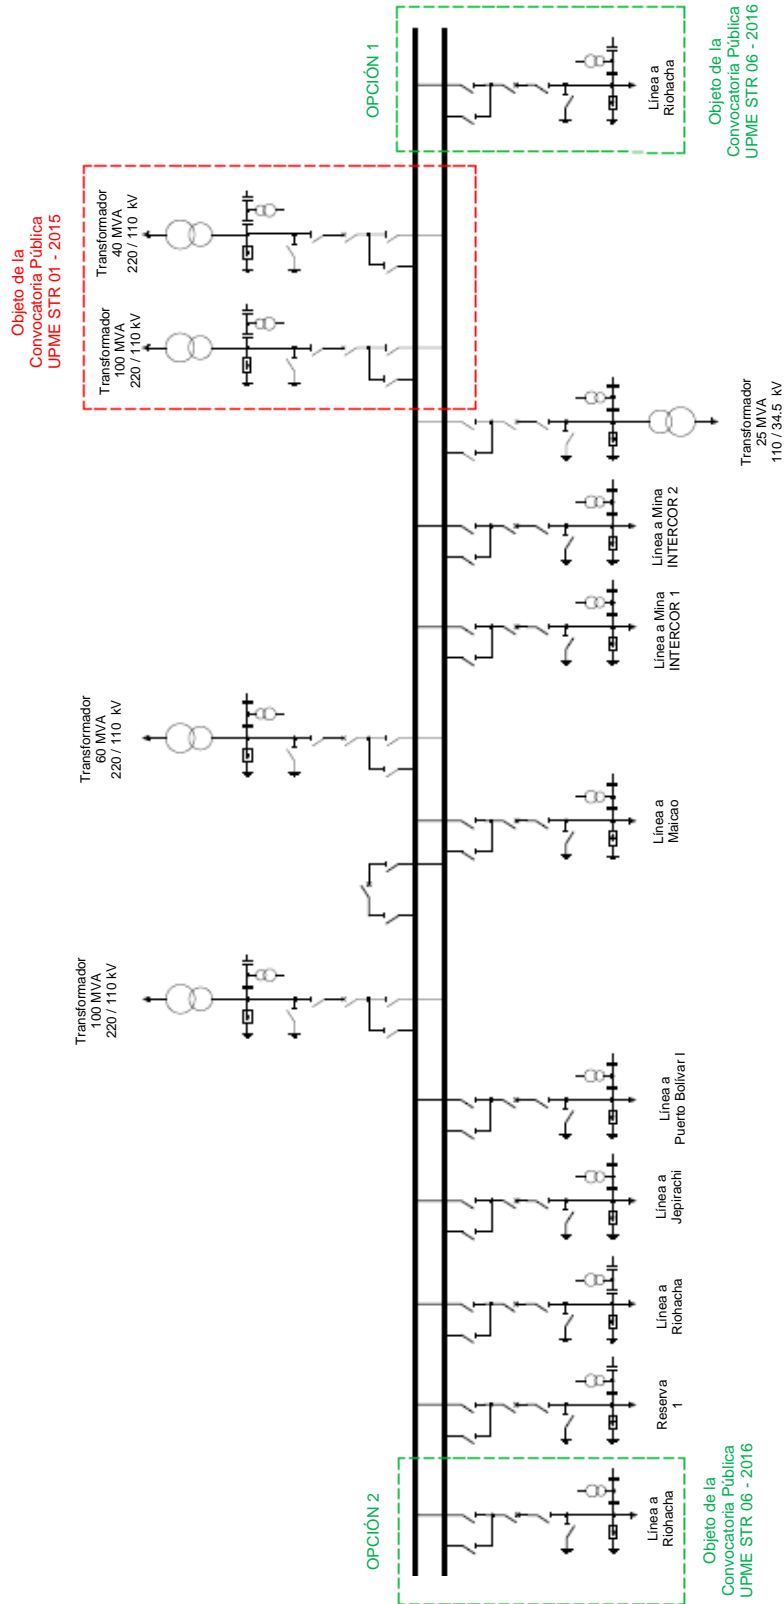 Objeto de la
Convocatoria Pública
UPME STR 01 - 2015
Transformador
100 MVA
220 / 110 kV
Transformador
60 MVA
220 / 110 kV
Transformador
100 MVA
220 / 110 kV
Transformador
40 MVA
220 / 110 kV
OPCIÓN 2
OPCIÓN 1
Línea a
Riohacha
Reserva
1
Línea a
Riohacha
Línea a
Jepirachi
Línea a
Puerto Bolívar I
Línea a
Maicao
Línea a Mina
INTERCOR 1
Línea a Mina
INTERCOR 2
Línea a
Riohacha
Objeto de la
Convocatoria Pública
UPME STR 06 - 2016
Transformador
25 MVA
110 / 34.5 kV
Objeto de la
Convocatoria Pública
UPME STR 06 - 2016